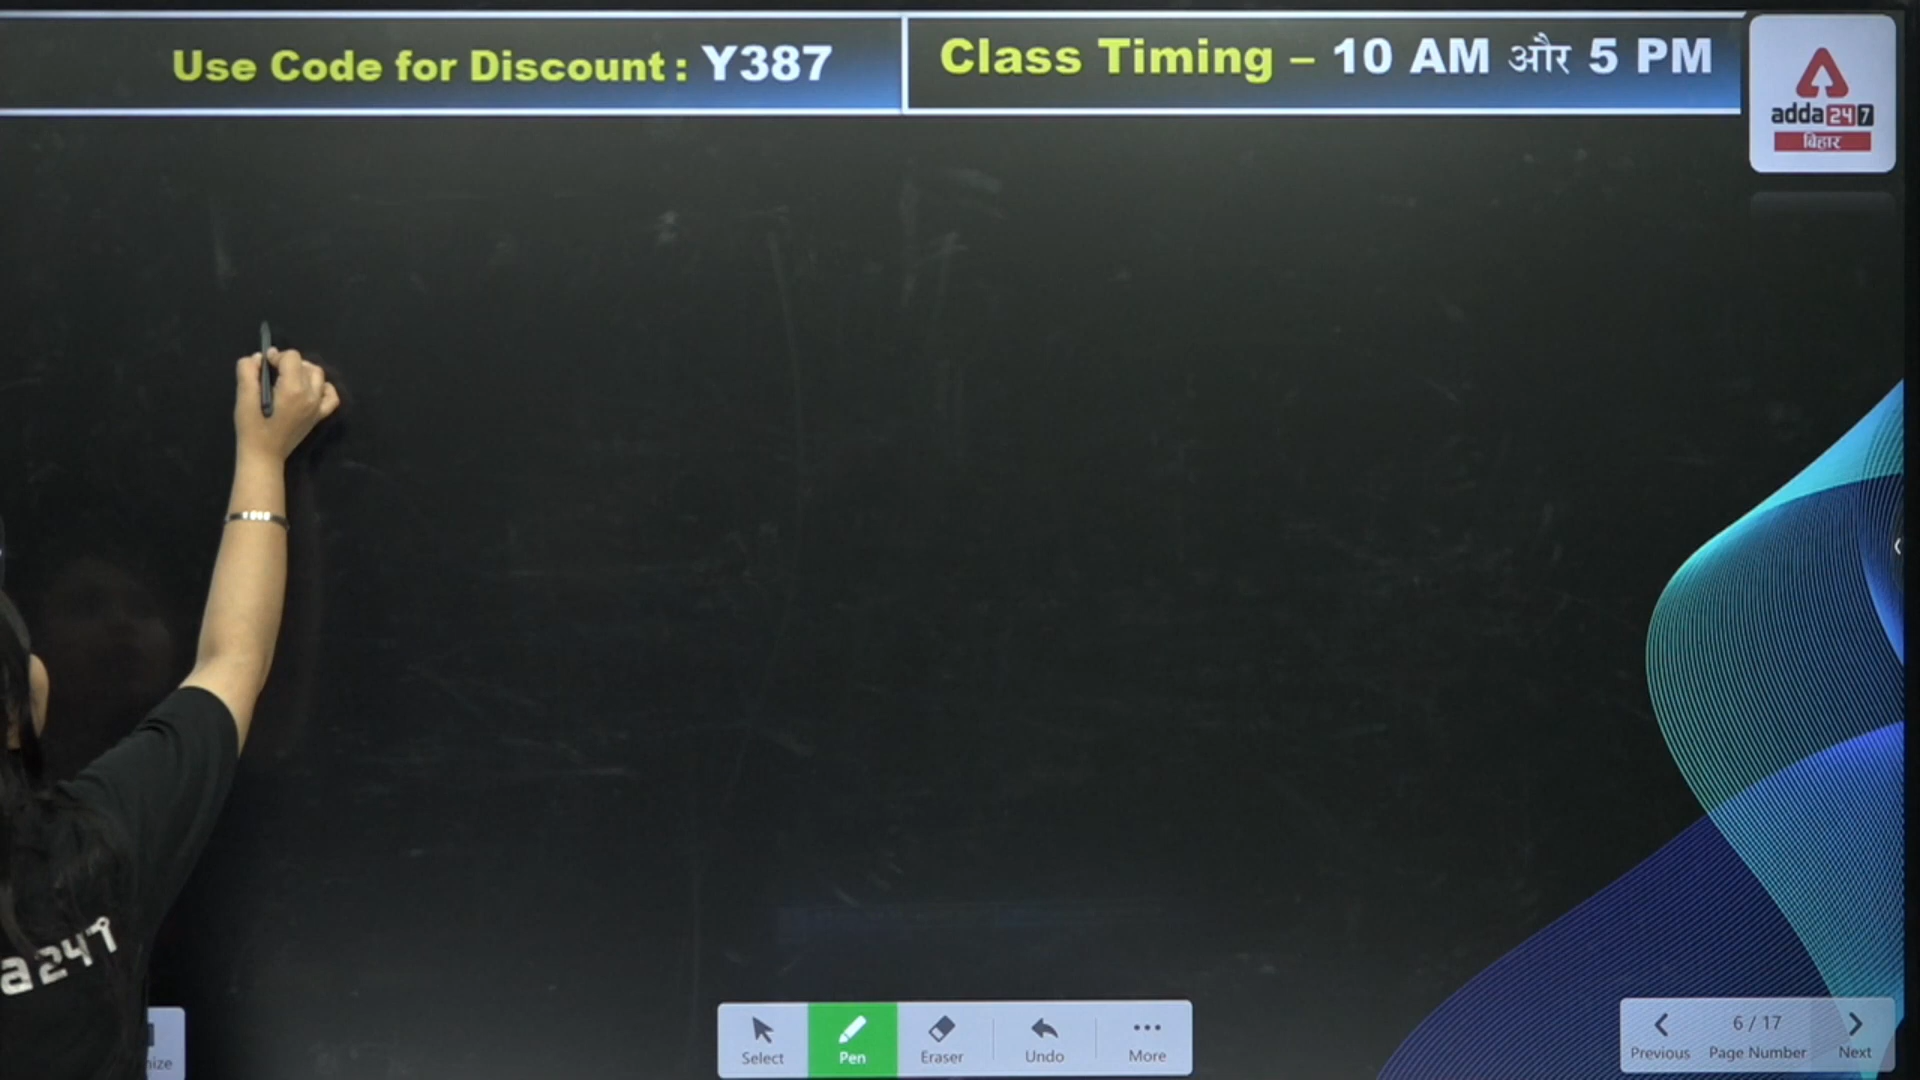 Use Code for Discount : Y387
Class Timing – 10 AM और 5 PM
adda 247
बिहार
a247
Select
Pen
Eraser
Undo
More
Previous
6 / 17
Page Number
Next